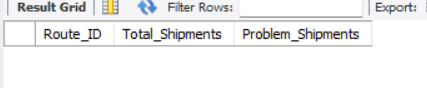 Result Grid Filter Rows: Export:
Route_ID Total_Shipments Problem_Shipments